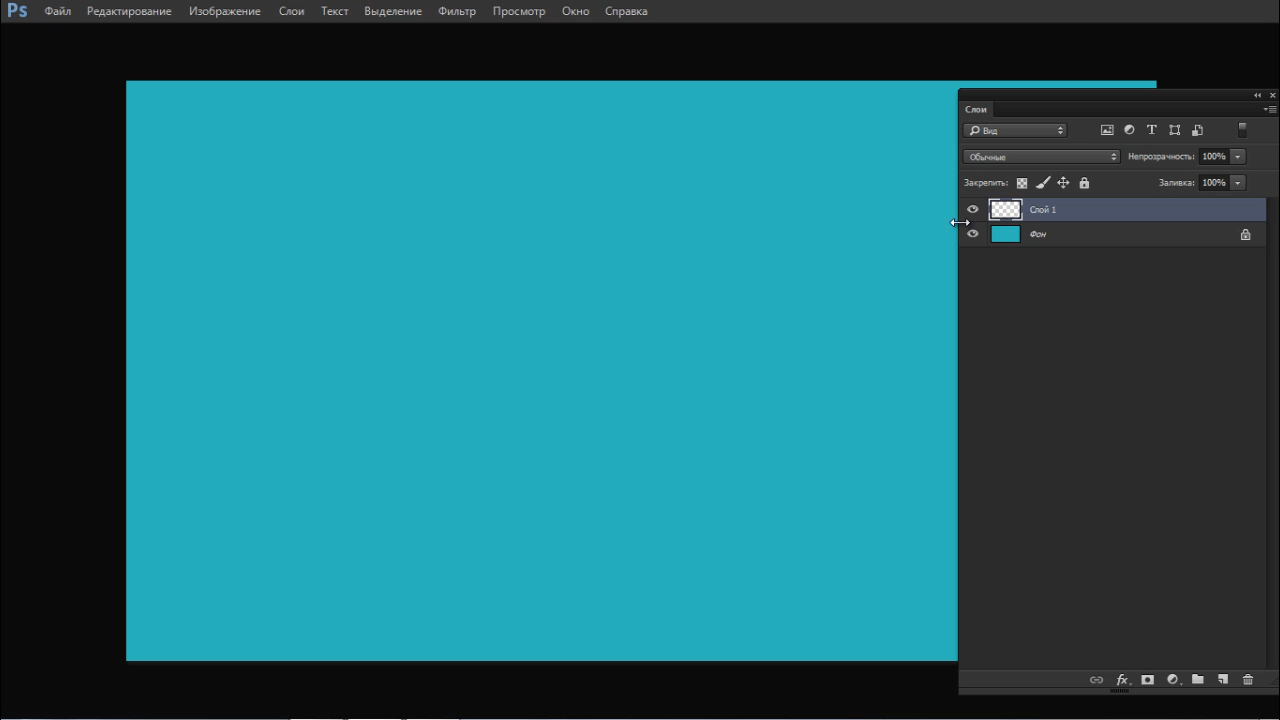 Ps Файл Редактирование Изображение Слои Текст Выделение Фильтр Просмотр Окно Справка
Слои
Вид
Обычные Непрозрачность: 100%
Закрепить: Заливка: 100%
Слой 1
Фон
fx